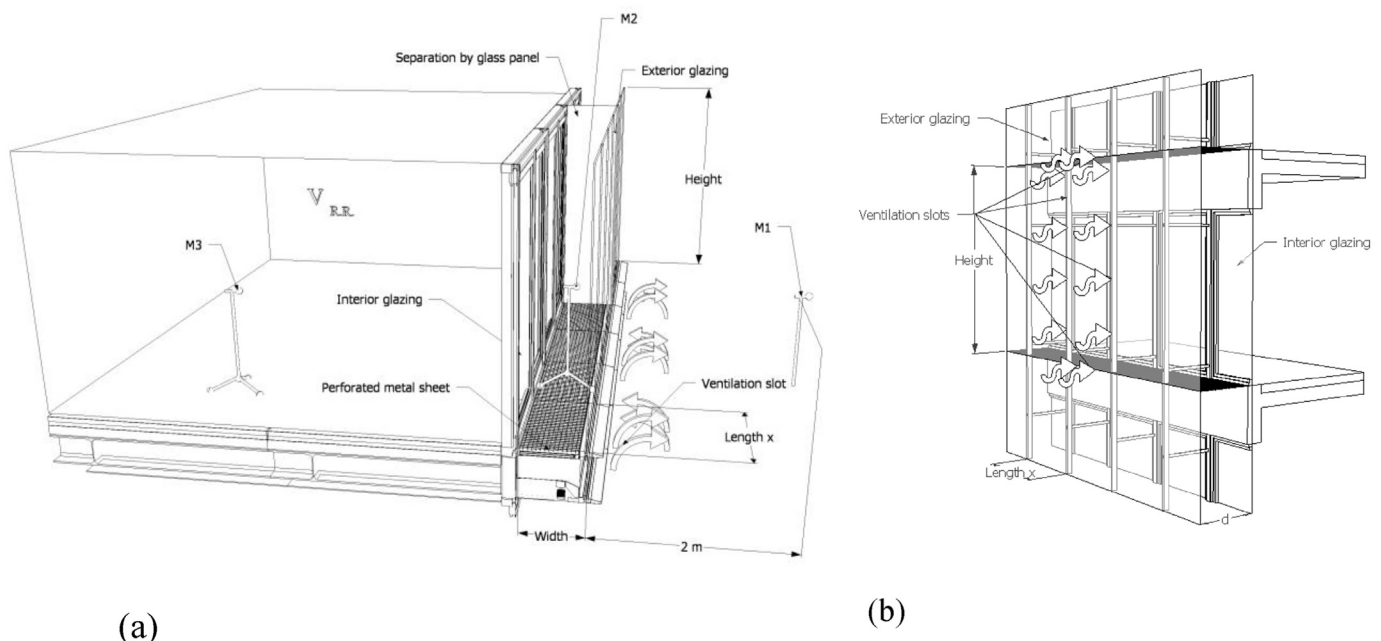 M2
Separation by glass panel
Exterior glazing
Height
V
R.R.
M3
M1
Interior glazing
Perforated metal sheet
Ventilation slot
Length x
Width
2 m
(a)
Exterior glazing
Ventilation slots
Height
Interior glazing
Length x
d
(b)